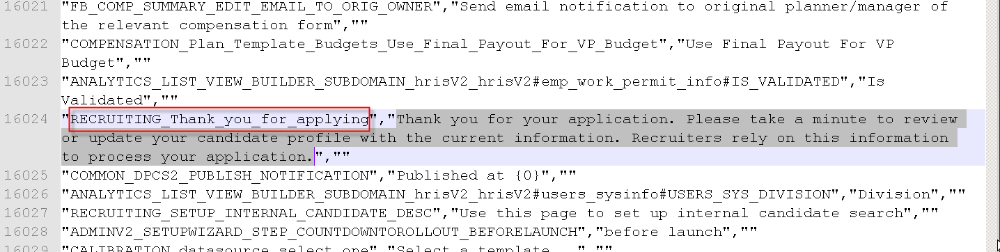 16021 "FB_COMP_SUMMARY_EDIT_EMAIL_TO_ORIG_OWNER","Send email notification to original planner/manager of
the relevant compensation form",""
16022 "COMPENSATION_Plan_Template_Budgets_Use_Final_Payout_For_VP_Budget","Use Final Payout For VP
Budget",""
16023 "ANALYTICS_LIST_VIEW_BUILDER_SUBDOMAIN_hrisV2_hrisV2#emp_work_permit_info#IS_VALIDATED","Is
Validated",""
16024 "RECRUITING_Thank_you_for_applying","Thank you for your application. Please take a minute to review
or update your candidate profile with the current information. Recruiters rely on this information
to process your application.",""
16025 "COMMON_DPCS2_PUBLISH_NOTIFICATION","Published at {0}",""
16026 "ANALYTICS_LIST_VIEW_BUILDER_SUBDOMAIN_hrisV2_hrisV2#users_sysinfo#USERS_SYS_DIVISION","Division",""
16027 "RECRUITING_SETUP_INTERNAL_CANDIDATE_DESC","Use this page to set up internal candidate search",""
16028 "ADMINV2_SETUPWIZARD_STEP_COUNTDOWNTOROLLOUT_BEFORELAUNCH","before launch",""
16029 "CALIBRATION_datasource_select_one","Select a template...",""